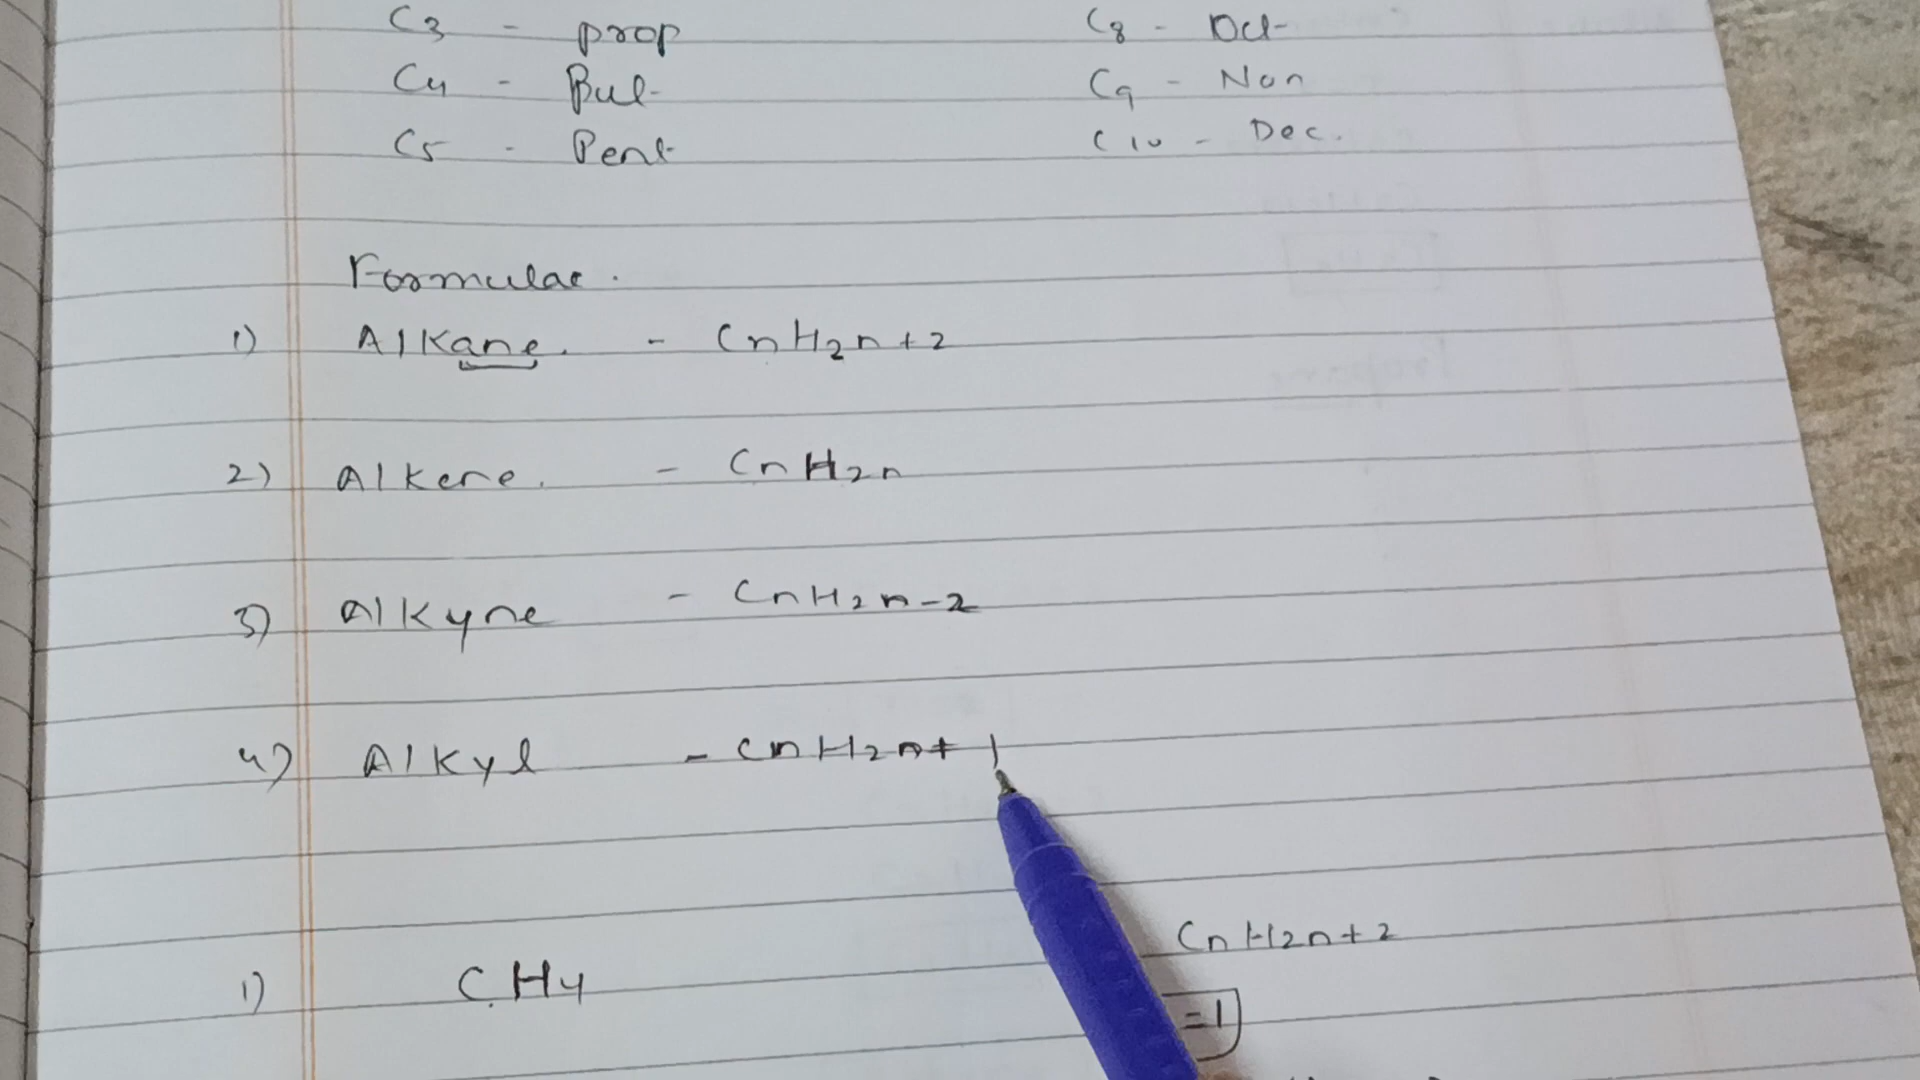 C3 - prop C8 - Oct
C4 - But C9 - Non
C5 - Pent C10 - Dec.
Formulae.
1) Alkane. - CnH2n+2
2) Alkene. - CnH2n
3) Alkyne - CnH2n-2
4) Alkyl - CnH2n+1
CnH2n+2
1) CH4
=1